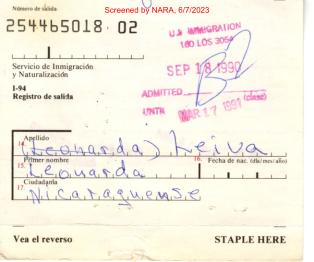 Screened by NARA, 6/7/2023
Número de salida
254465018 02
U.S. IMMIGRATION
160 LOS 3054
SEP 18 1990
Servicio de Inmigración
y Naturalización
I-94
Registro de salida
ADMITTED B2
(class)
UNTIL MAR 17 1991
Apellido
14. (Leonarda) Leiva
15. Primer nombre
16. Fecha de nac. (día/mes/año)
Leonarda
17. Ciudadanía
Nicaraguense
Vea el reverso
STAPLE HERE